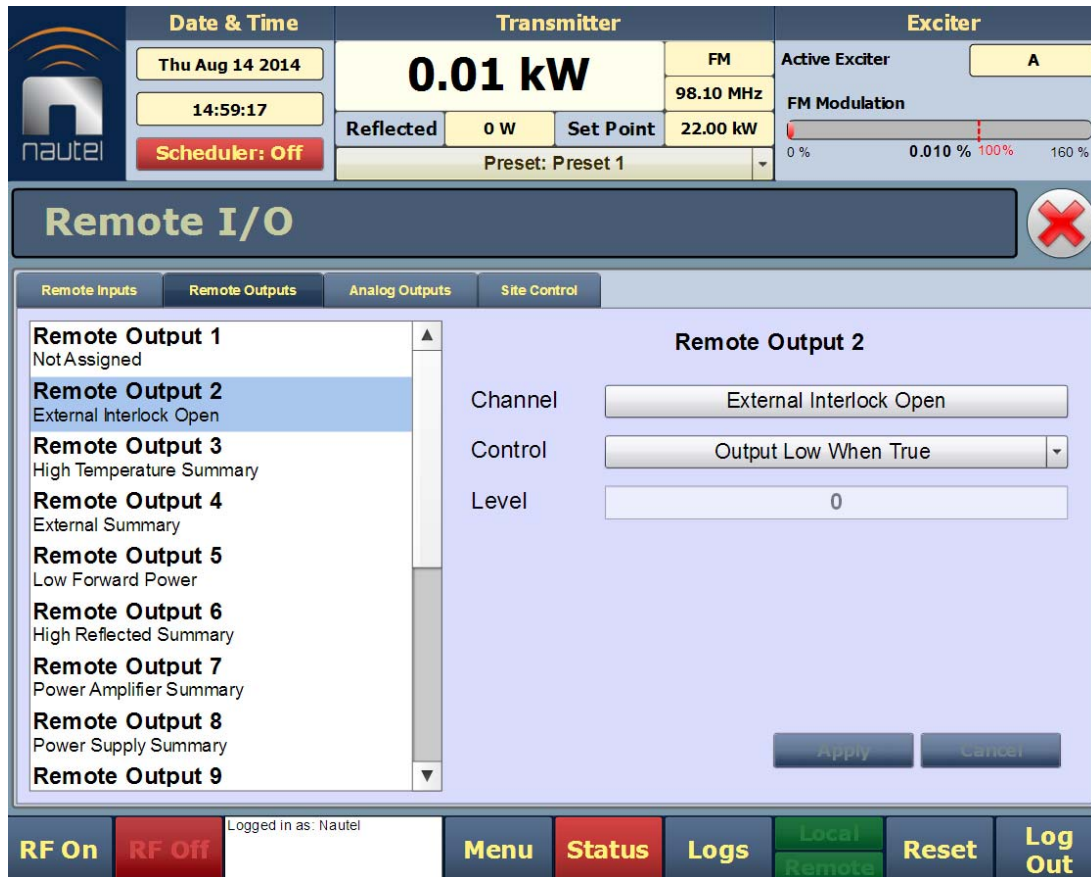 nautel
Date & Time
Thu Aug 14 2014
14:59:17
Scheduler: Off
Transmitter
0.01 kW
FM
98.10 MHz
Reflected
0 W
Set Point
22.00 kW
Preset: Preset 1
Exciter
Active Exciter
A
FM Modulation
0 %
0.010 %
100%
160 %
Remote I/O
Remote Inputs
Remote Outputs
Analog Outputs
Site Control
Remote Output 1
Not Assigned
Remote Output 2
External Interlock Open
Remote Output 3
High Temperature Summary
Remote Output 4
External Summary
Remote Output 5
Low Forward Power
Remote Output 6
High Reflected Summary
Remote Output 7
Power Amplifier Summary
Remote Output 8
Power Supply Summary
Remote Output 9
Remote Output 2
Channel
External Interlock Open
Control
Output Low When True
Level
0
Apply
Cancel
RF On
RF Off
Logged in as: Nautel
Menu
Status
Logs
Local
Remote
Reset
Log
Out